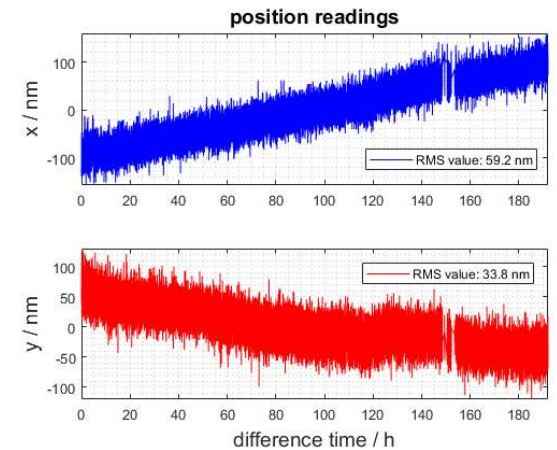 position readings
x / nm
100
0
-100
RMS value: 59.2 nm
0 20 40 60 80 100 120 140 160 180
y / nm
100
50
0
-50
-100
RMS value: 33.8 nm
0 20 40 60 80 100 120 140 160 180
difference time / h